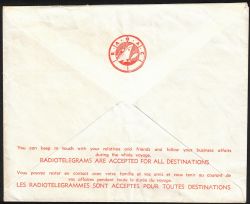 You can keep in touch with your relatives and friends and follow your business affairs
during the whole voyage.
RADIOTELEGRAMS ARE ACCEPTED FOR ALL DESTINATIONS
Vous pouvez rester en contact avec votre famille et vos amis et vous tenir au courant de
vos affaires pendant toute la durée du voyage.
LES RADIOTELEGRAMMES SONT ACCEPTES POUR TOUTES DESTINATIONS